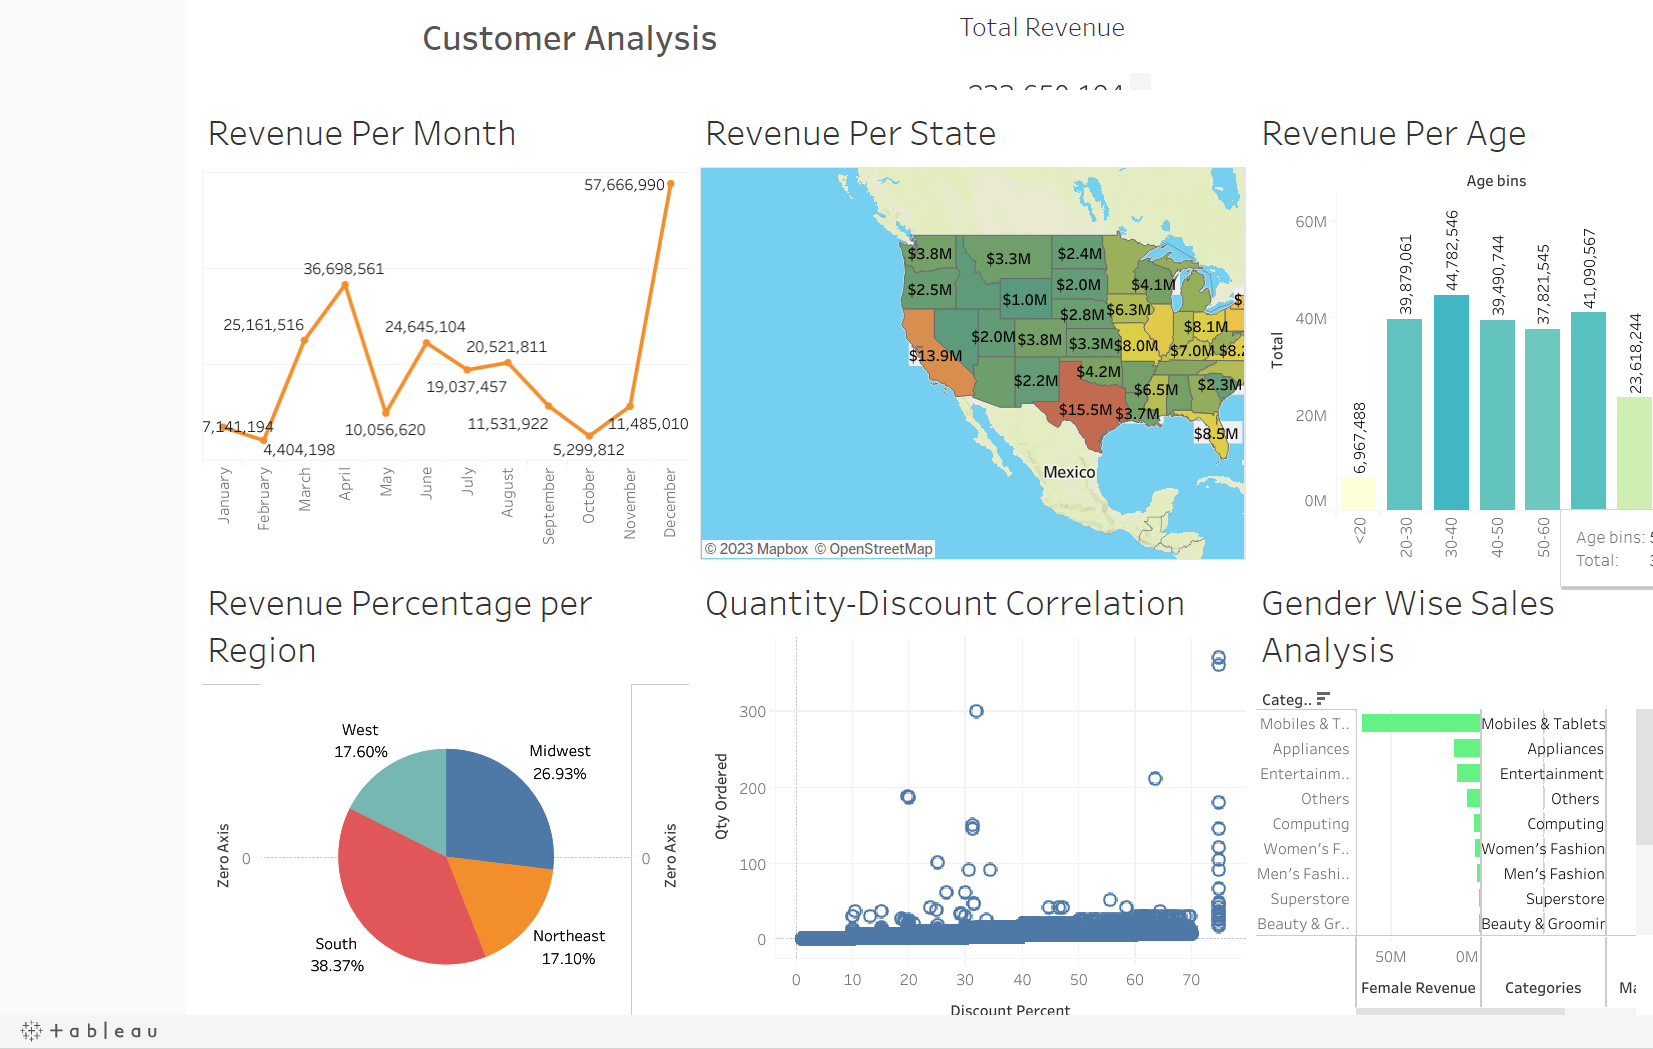 Customer Analysis
Total Revenue
Revenue Per Month
57,666,990
36,698,561
25,161,516
24,645,104
20,521,811
19,037,457
7,141,194
10,056,620
11,531,922
11,485,010
4,404,198
5,299,812
January
February
March
April
May
June
July
August
September
October
November
December
Revenue Per State
$3.8M
$3.3M
$2.4M
$2.5M
$2.0M
$4.1M
$1.0M
$2.8M
$6.3M
$8.1M
$2.0M
$3.8M
$3.3M
$8.0M
$7.0M
$13.9M
$2.2M
$4.2M
$6.5M
$2.3M
$15.5M
$3.7M
$8.5M
Mexico
© 2023 Mapbox © OpenStreetMap
Revenue Per Age
Age bins
Total
60M
40M
20M
0M
6,967,488
39,879,061
44,782,546
39,490,744
37,821,545
41,090,567
23,618,244
<20
20-30
30-40
40-50
50-60
Age bins:
Total:
Revenue Percentage per
Region
Zero Axis
0
West
17.60%
Midwest
26.93%
South
38.37%
Northeast
17.10%
0
Zero Axis
Quantity-Discount Correlation
Qty Ordered
300
200
100
0
0 10 20 30 40 50 60 70
Discount Percent
Gender Wise Sales
Analysis
Categ..
Mobiles & T.. Mobiles & Tablets
Appliances Appliances
Entertainm.. Entertainment
Others Others
Computing Computing
Women's F.. Women's Fashion
Men's Fashi.. Men's Fashion
Superstore Superstore
Beauty & Gr.. Beauty & Groomin
50M 0M
Female Revenue Categories
tableau